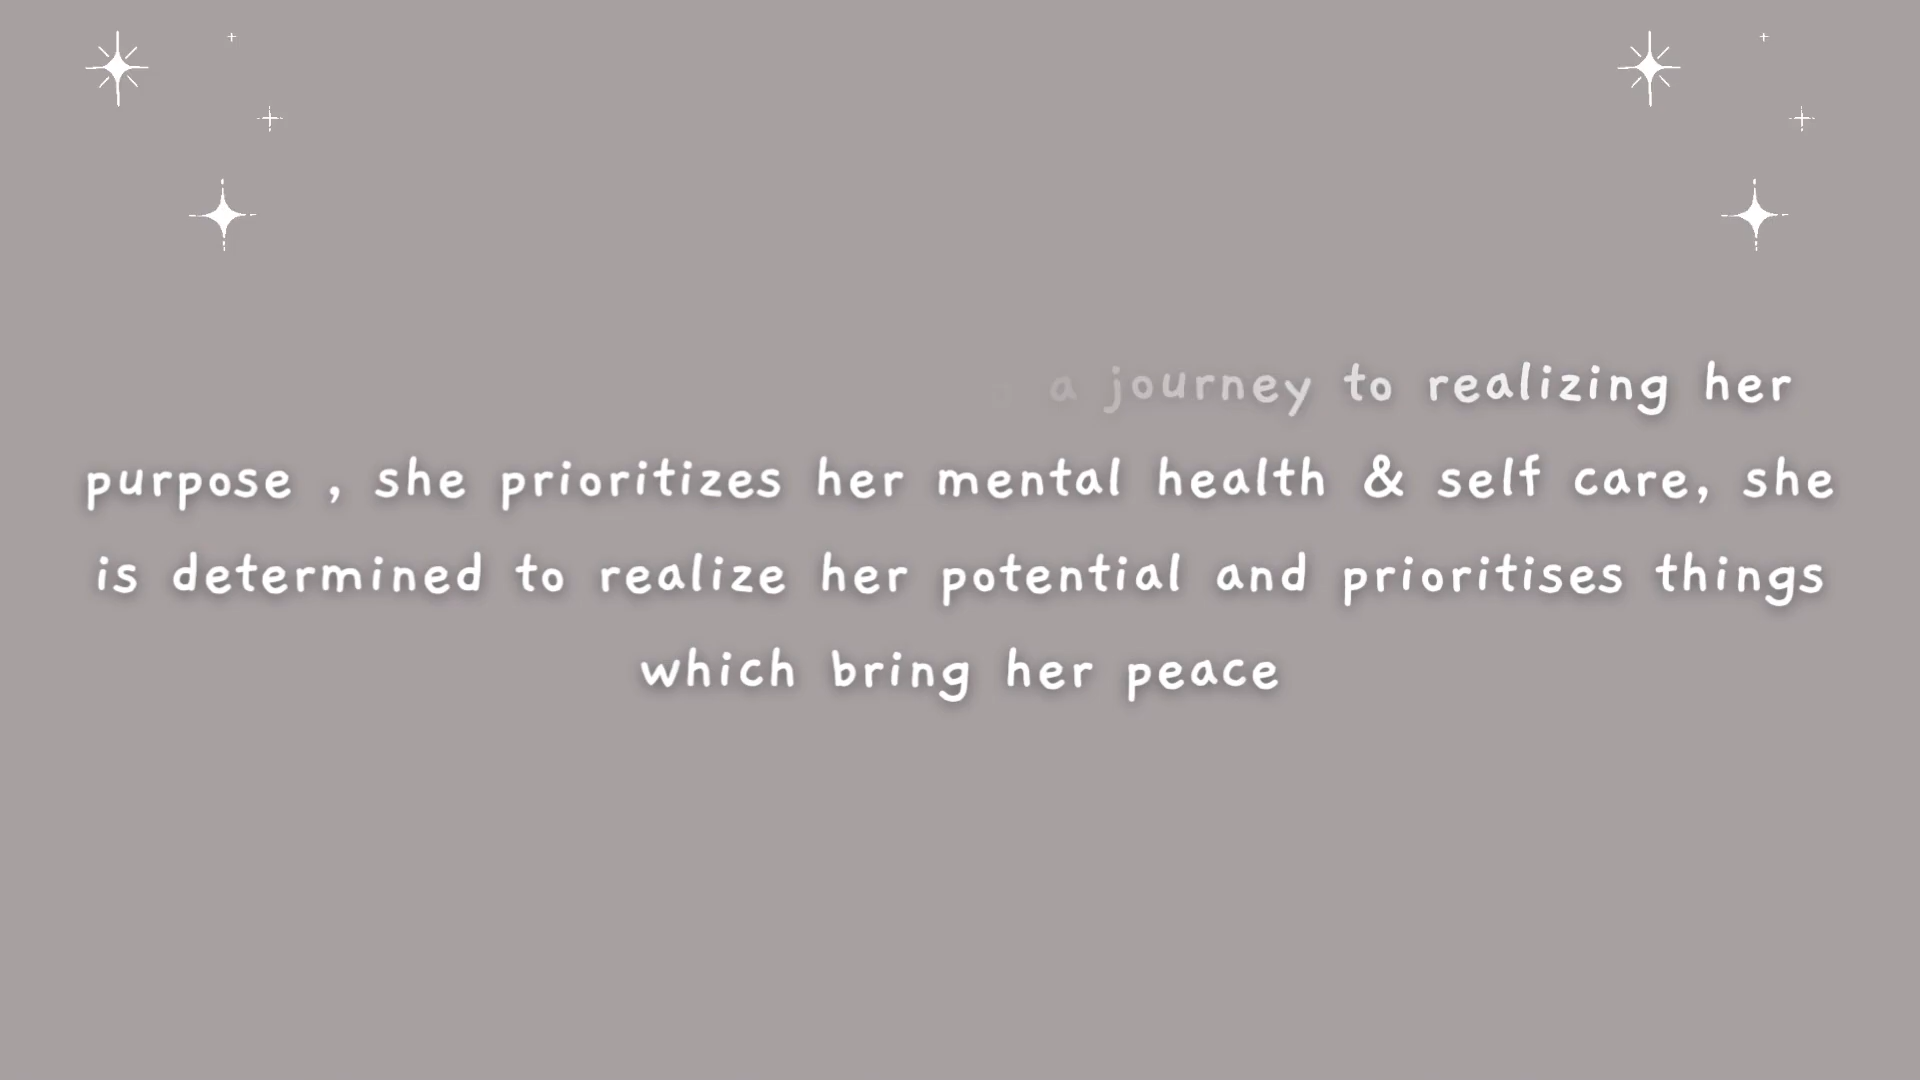 a journey to realizing her
purpose , she prioritizes her mental health & self care, she
is determined to realize her potential and prioritises things
which bring her peace